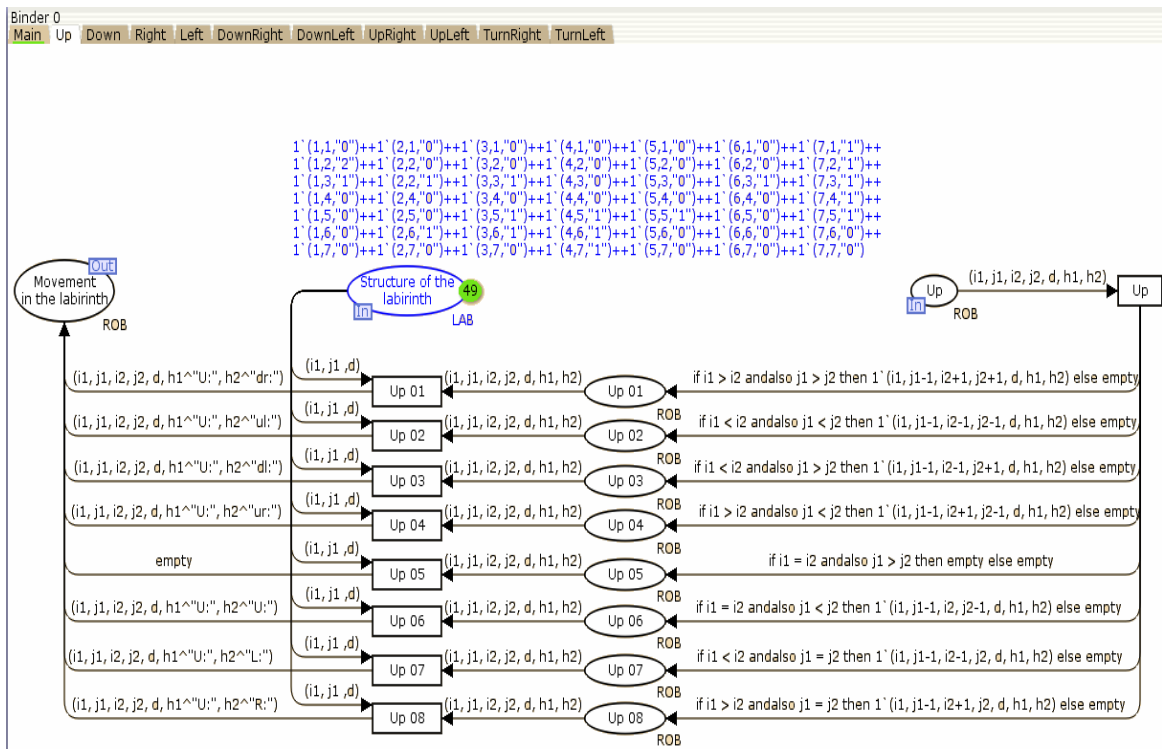 Binder 0
Main Up Down Right Left DownRight DownLeft UpRight UpLeft TurnRight TurnLeft
1`(1,1,"0")++1`(2,1,"0")++1`(3,1,"0")++1`(4,1,"0")++1`(5,1,"0")++1`(6,1,"0")++1`(7,1,"1")++
1`(1,2,"2")++1`(2,2,"0")++1`(3,2,"0")++1`(4,2,"0")++1`(5,2,"0")++1`(6,2,"0")++1`(7,2,"1")++
1`(1,3,"1")++1`(2,2,"1")++1`(3,3,"1")++1`(4,3,"0")++1`(5,3,"0")++1`(6,3,"1")++1`(7,3,"1")++
1`(1,4,"0")++1`(2,4,"0")++1`(3,4,"0")++1`(4,4,"0")++1`(5,4,"0")++1`(6,4,"0")++1`(7,4,"1")++
1`(1,5,"0")++1`(2,5,"0")++1`(3,5,"1")++1`(4,5,"1")++1`(5,5,"1")++1`(6,5,"0")++1`(7,5,"1")++
1`(1,6,"0")++1`(2,6,"1")++1`(3,6,"1")++1`(4,6,"1")++1`(5,6,"0")++1`(6,6,"0")++1`(7,6,"0")++
1`(1,7,"0")++1`(2,7,"0")++1`(3,7,"0")++1`(4,7,"1")++1`(5,7,"0")++1`(6,7,"0")++1`(7,7,"0")
Movement
in the labirinth
Out
ROB
Structure of the
labirinth
49
In
LAB
Up
In
ROB
(i1, j1, i2, j2, d, h1, h2)
Up
(i1, j1, i2, j2, d, h1^"U:", h2^"dr:") (i1, j1 ,d) Up 01 (i1, j1, i2, j2, d, h1, h2) Up 01 ROB if i1 > i2 andalso j1 > j2 then 1`(i1, j1-1, i2+1, j2+1, d, h1, h2) else empty
(i1, j1, i2, j2, d, h1^"U:", h2^"ul:") (i1, j1 ,d) Up 02 (i1, j1, i2, j2, d, h1, h2) Up 02 ROB if i1 < i2 andalso j1 < j2 then 1`(i1, j1-1, i2-1, j2-1, d, h1, h2) else empty
(i1, j1, i2, j2, d, h1^"U:", h2^"dl:") (i1, j1 ,d) Up 03 (i1, j1, i2, j2, d, h1, h2) Up 03 ROB if i1 < i2 andalso j1 > j2 then 1`(i1, j1-1, i2-1, j2+1, d, h1, h2) else empty
(i1, j1, i2, j2, d, h1^"U:", h2^"ur:") (i1, j1 ,d) Up 04 (i1, j1, i2, j2, d, h1, h2) Up 04 ROB if i1 > i2 andalso j1 < j2 then 1`(i1, j1-1, i2+1, j2-1, d, h1, h2) else empty
empty (i1, j1 ,d) Up 05 (i1, j1, i2, j2, d, h1, h2) Up 05 ROB if i1 = i2 andalso j1 > j2 then empty else empty
(i1, j1, i2, j2, d, h1^"U:", h2^"U:") (i1, j1 ,d) Up 06 (i1, j1, i2, j2, d, h1, h2) Up 06 ROB if i1 = i2 andalso j1 < j2 then 1`(i1, j1-1, i2, j2-1, d, h1, h2) else empty
(i1, j1, i2, j2, d, h1^"U:", h2^"L:") (i1, j1 ,d) Up 07 (i1, j1, i2, j2, d, h1, h2) Up 07 ROB if i1 < i2 andalso j1 = j2 then 1`(i1, j1-1, i2-1, j2, d, h1, h2) else empty
(i1, j1, i2, j2, d, h1^"U:", h2^"R:") (i1, j1 ,d) Up 08 (i1, j1, i2, j2, d, h1, h2) Up 08 ROB if i1 > i2 andalso j1 = j2 then 1`(i1, j1-1, i2+1, j2, d, h1, h2) else empty